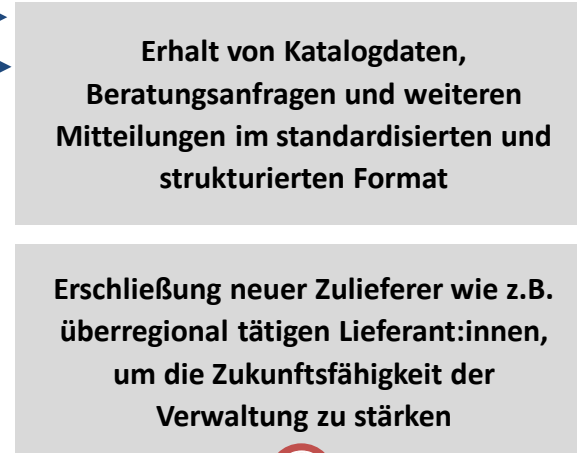 Erhalt von Katalogdaten,
Beratungsanfragen und weiteren
Mitteilungen im standardisierten und
strukturierten Format
Erschließung neuer Zulieferer wie z.B.
überregional tätigen Lieferant:innen,
um die Zukunftsfähigkeit der
Verwaltung zu stärken